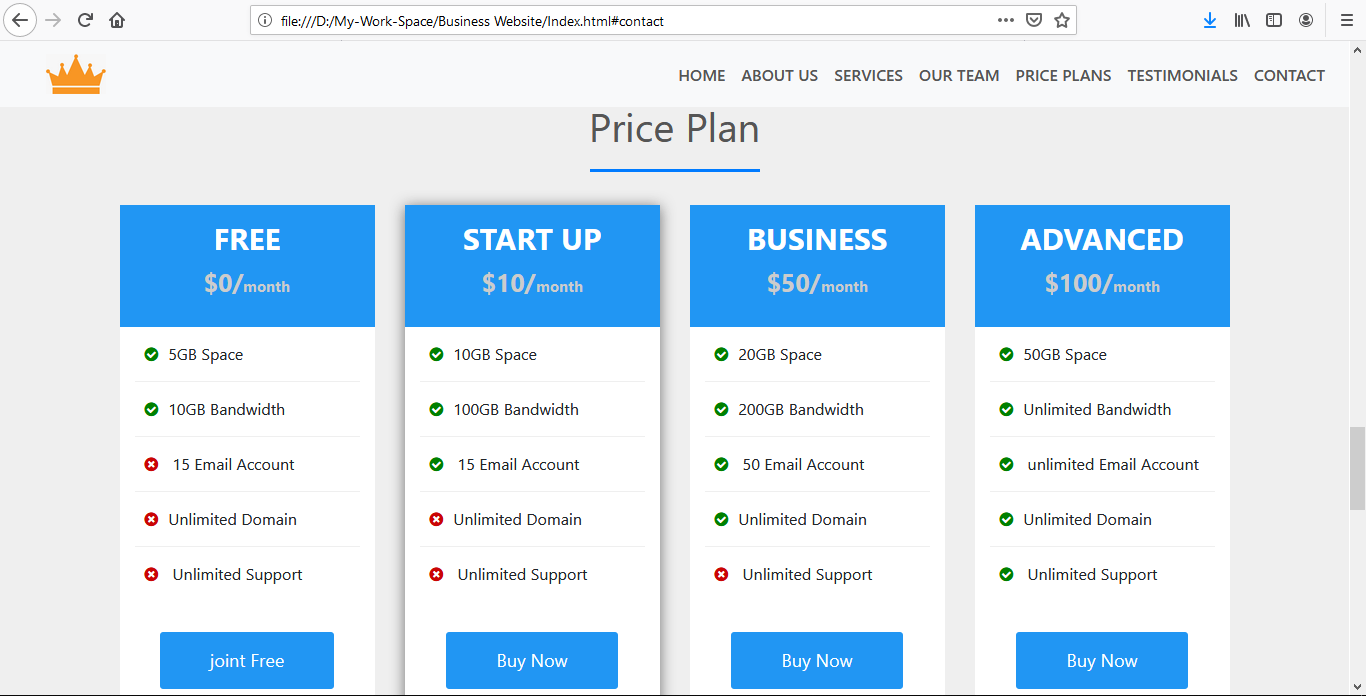 file:///D:/My-Work-Space/Business Website/Index.html#contact
HOME ABOUT US SERVICES OUR TEAM PRICE PLANS TESTIMONIALS CONTACT
Price Plan
FREE
$0/month
5GB Space
10GB Bandwidth
15 Email Account
Unlimited Domain
Unlimited Support
joint Free
START UP
$10/month
10GB Space
100GB Bandwidth
15 Email Account
Unlimited Domain
Unlimited Support
Buy Now
BUSINESS
$50/month
20GB Space
200GB Bandwidth
50 Email Account
Unlimited Domain
Unlimited Support
Buy Now
ADVANCED
$100/month
50GB Space
Unlimited Bandwidth
unlimited Email Account
Unlimited Domain
Unlimited Support
Buy Now